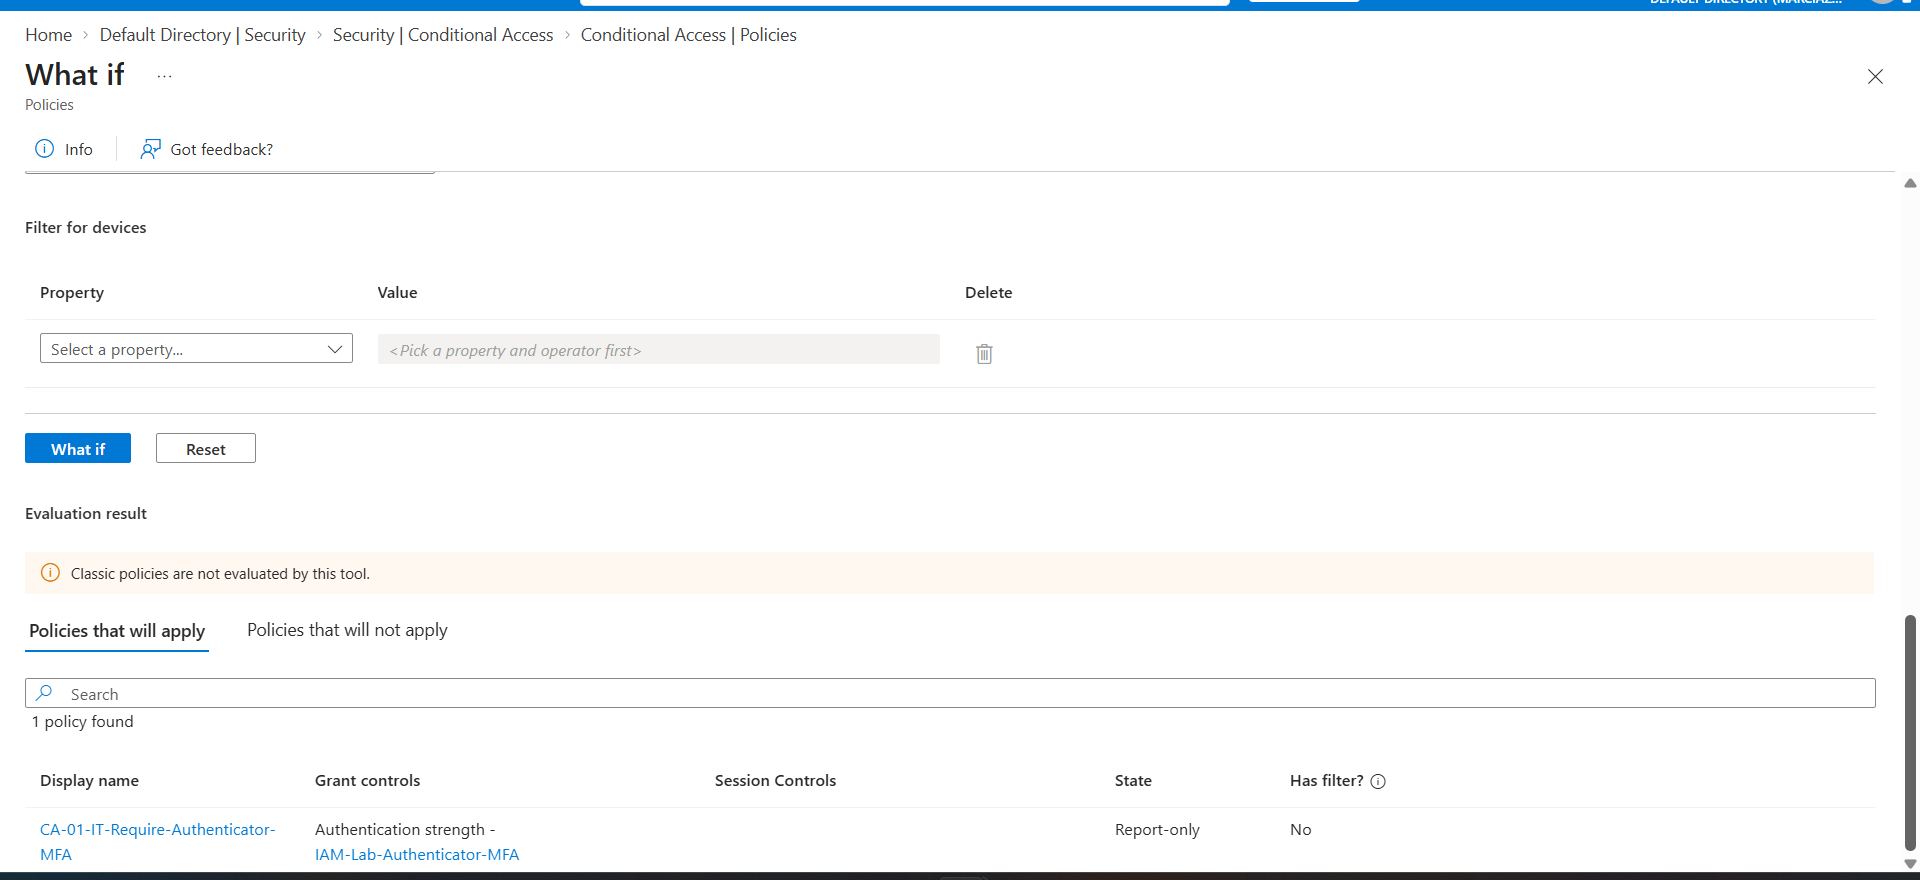 Home > Default Directory | Security > Security | Conditional Access > Conditional Access | Policies
What if ...
Policies
Info
Got feedback?
Filter for devices
Property Value Delete
Select a property... <Pick a property and operator first>
What if Reset
Evaluation result
Classic policies are not evaluated by this tool.
Policies that will apply Policies that will not apply
Search
1 policy found
Display name Grant controls Session Controls State Has filter?
CA-01-IT-Require-Authenticator- Authentication strength - Report-only No
MFA IAM-Lab-Authenticator-MFA